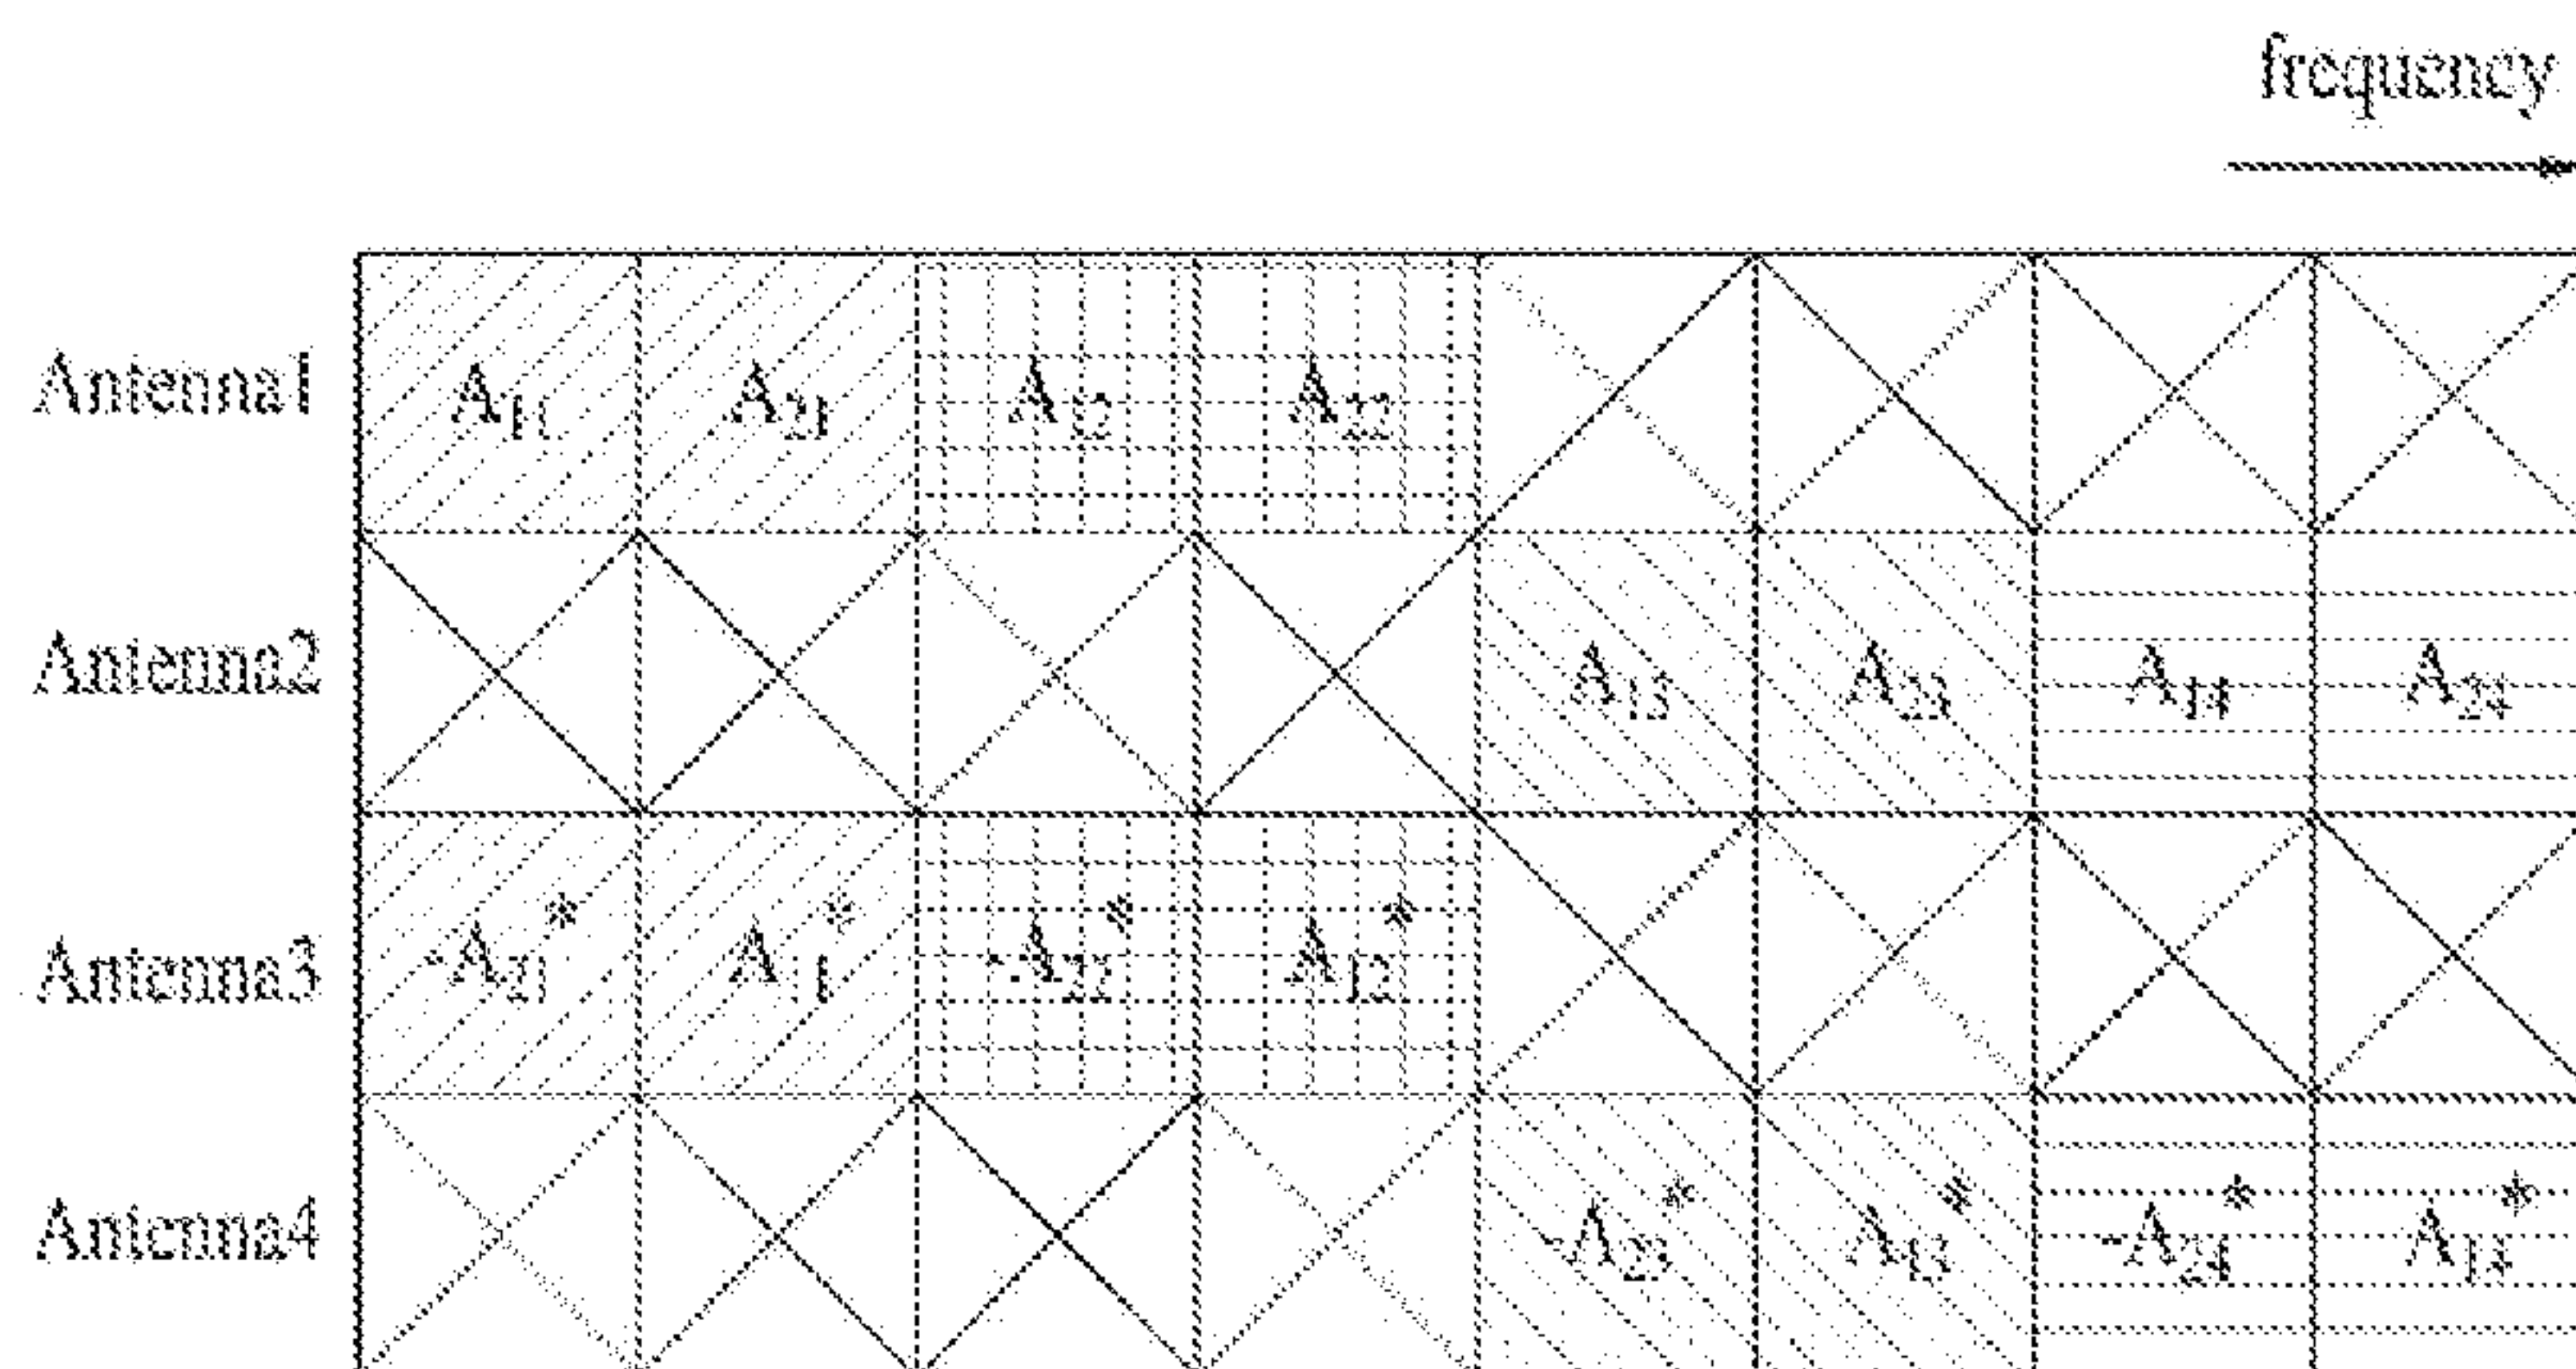 frequency
Antenna1 A11 A21 A12 A22
Antenna2 A13 A23 A14 A24
Antenna3 -A21* A11* -A22* A12*
Antenna4 -A23* A13* -A24* A14*